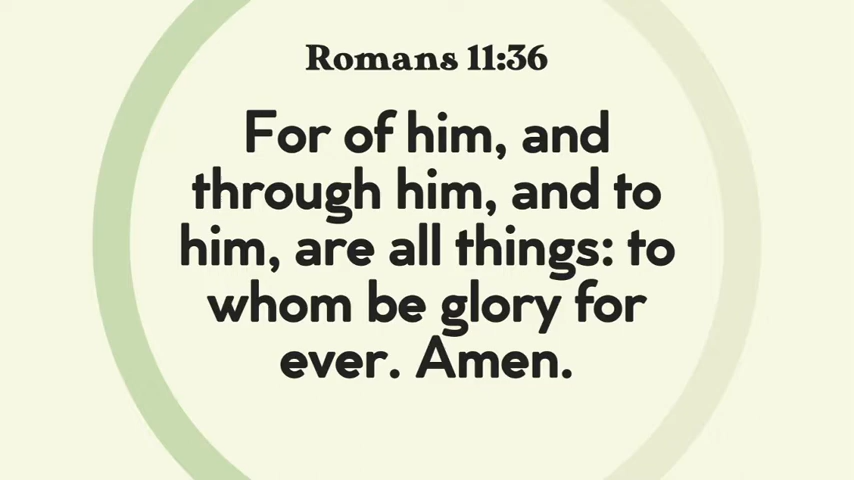 Romans 11:36
For of him, and
through him, and to
him, are all things: to
whom be glory for
ever. Amen.